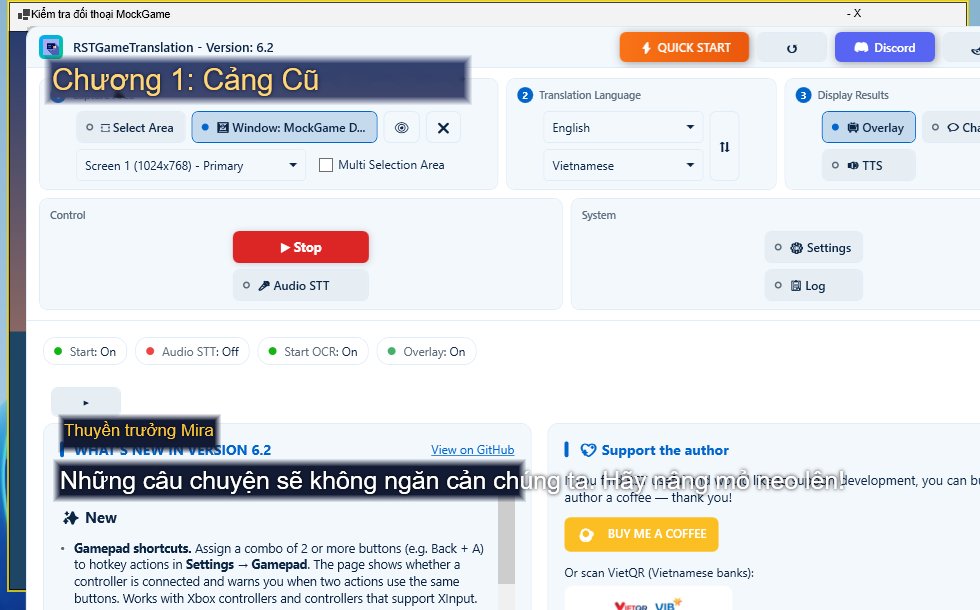 Kiểm tra đối thoại MockGame
- X
RSTGameTranslation - Version: 6.2
QUICK START
Discord
Chương 1: Cảng Cũ
Select Area
Window: MockGame D...
Screen 1 (1024x768) - Primary
Multi Selection Area
2 Translation Language
English
Vietnamese
3 Display Results
Overlay
Cha
TTS
Control
Stop
Audio STT
System
Settings
Log
Start: On
Audio STT: Off
Start OCR: On
Overlay: On
Thuyền trưởng Mira
WHAT'S NEW IN VERSION 6.2
View on GitHub
Những câu chuyện sẽ không ngăn cản chúng ta. Hãy nâng mỏ neo lên!
New
• Gamepad shortcuts. Assign a combo of 2 or more buttons (e.g. Back + A)
to hotkey actions in Settings → Gamepad. The page shows whether a
controller is connected and warns you when two actions use the same
buttons. Works with Xbox controllers and controllers that support XInput.
Support the author
development, you can bu
author a coffee — thank you!
BUY ME A COFFEE
Or scan VietQR (Vietnamese banks):
VIETQR VIB